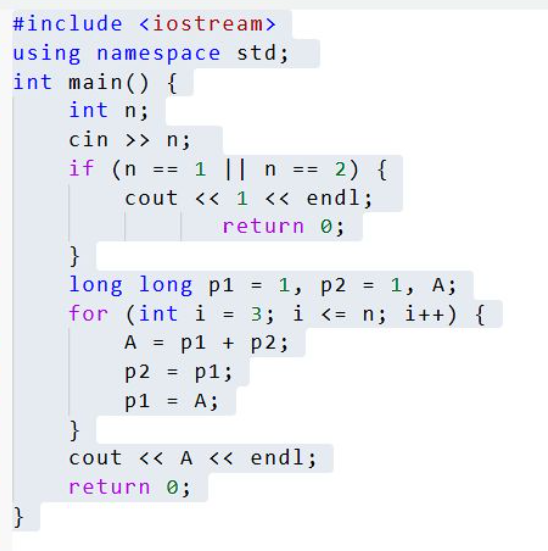 #include <iostream>
using namespace std;
int main() {
    int n;
    cin >> n;
    if (n == 1 || n == 2) {
        cout << 1 << endl;
               return 0;
    }
    long long p1 = 1, p2 = 1, A;
    for (int i = 3; i <= n; i++) {
        A = p1 + p2;
        p2 = p1;
        p1 = A;
    }
    cout << A << endl;
    return 0;
}